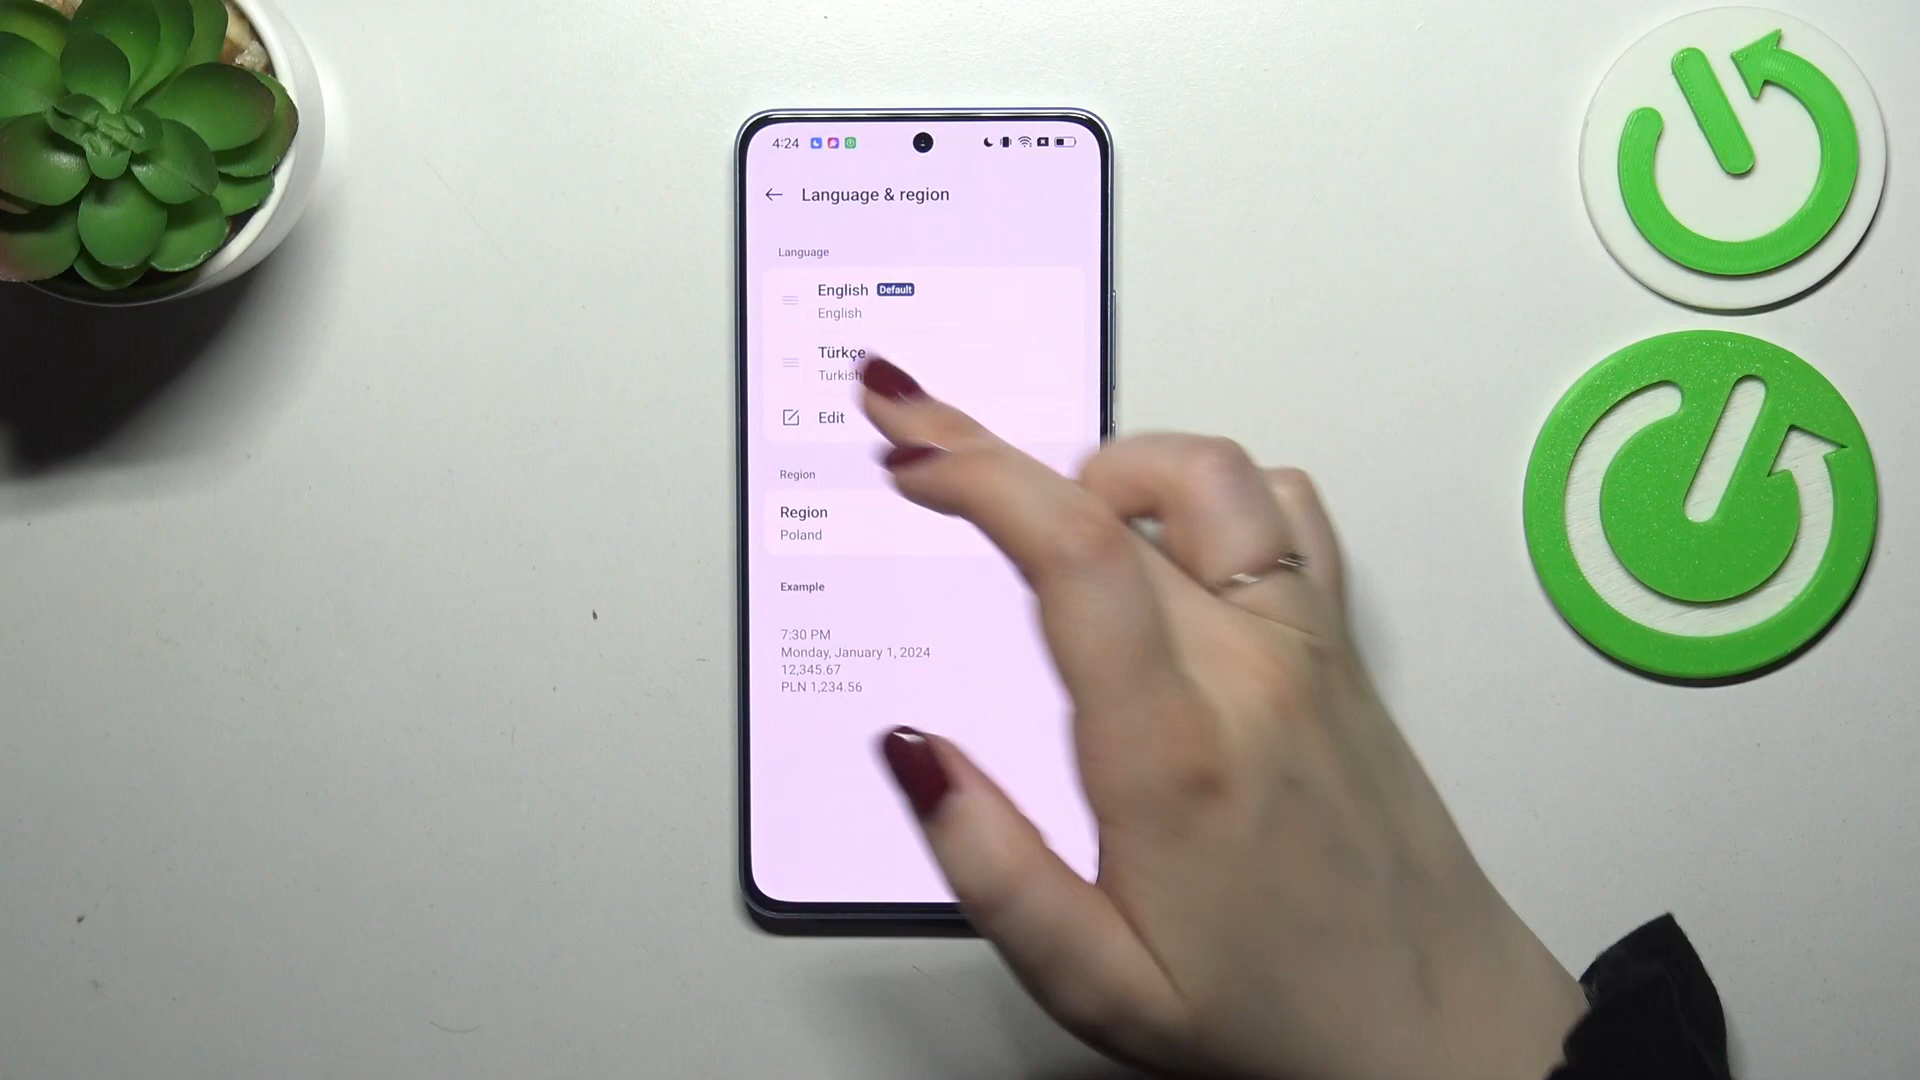 4:24
Language & region
Language
English Default
English
Türkçe
Turkish
Edit
Region
Region
Poland
Example
7:30 PM
Monday, January 1, 2024
12,345.67
PLN 1,234.56